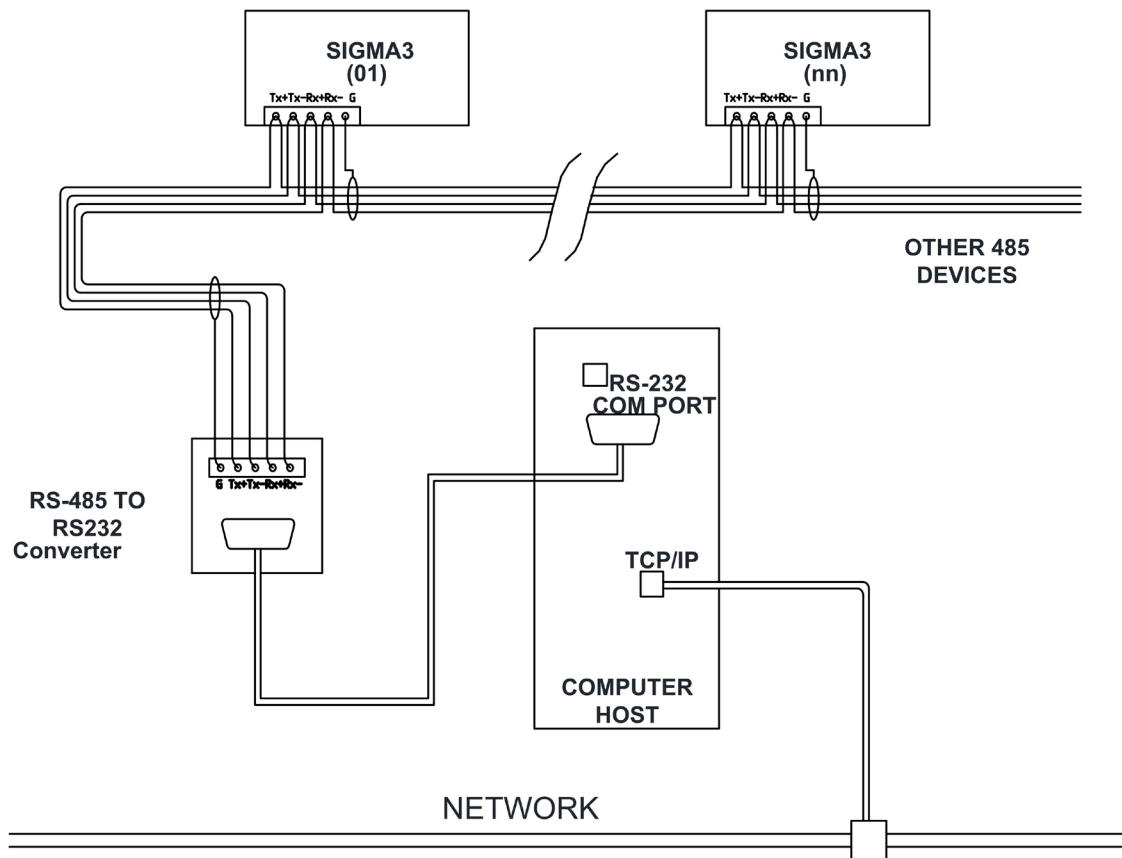 SIGMA3
(01)
Tx+Tx-Rx+Rx- G
SIGMA3
(nn)
Tx+Tx-Rx+Rx- G
OTHER 485
DEVICES
RS-232
COM PORT
G Tx+Tx-Rx+Rx-
RS-485 TO
RS232
Converter
TCP/IP
COMPUTER
HOST
NETWORK